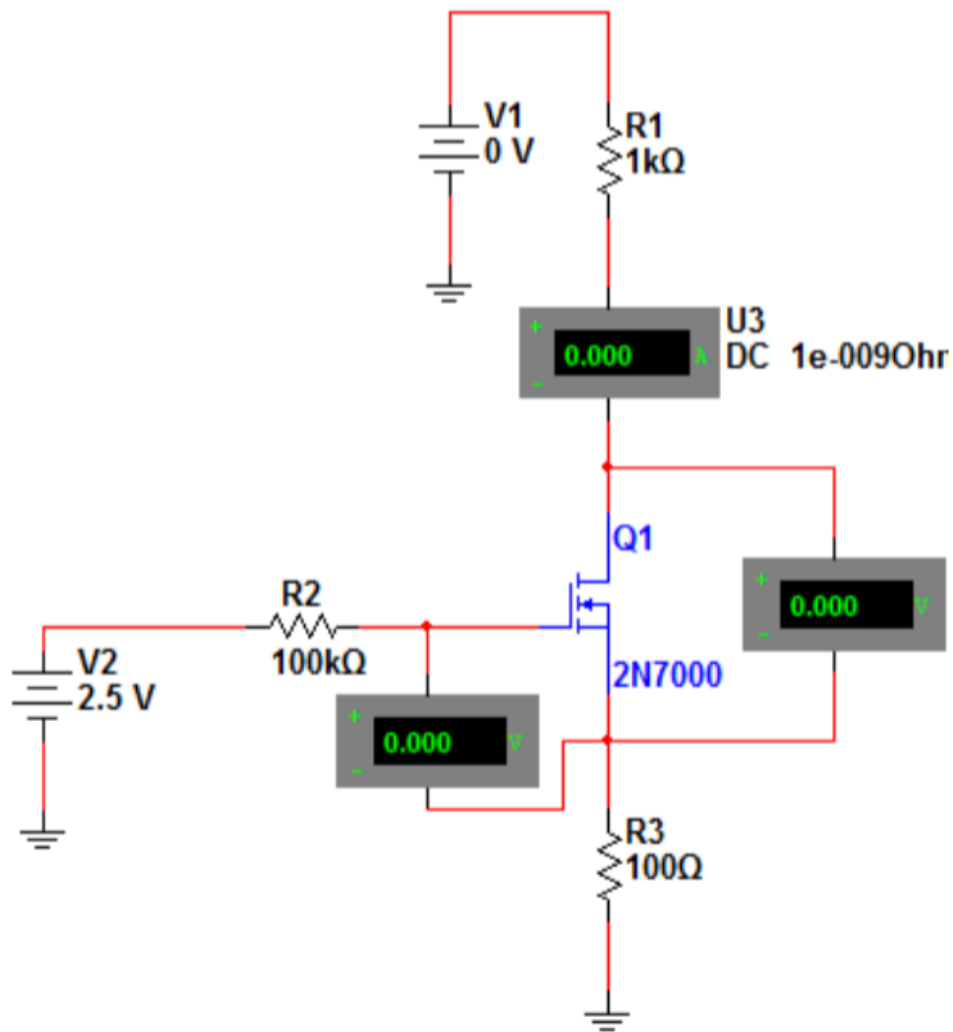 V1
0 V
R1
1kΩ
+
0.000 A
-
U3
DC 1e-009Ohr
Q1
+
0.000 V
-
R2
100kΩ
V2
2.5 V
2N7000
+
0.000 V
-
R3
100Ω